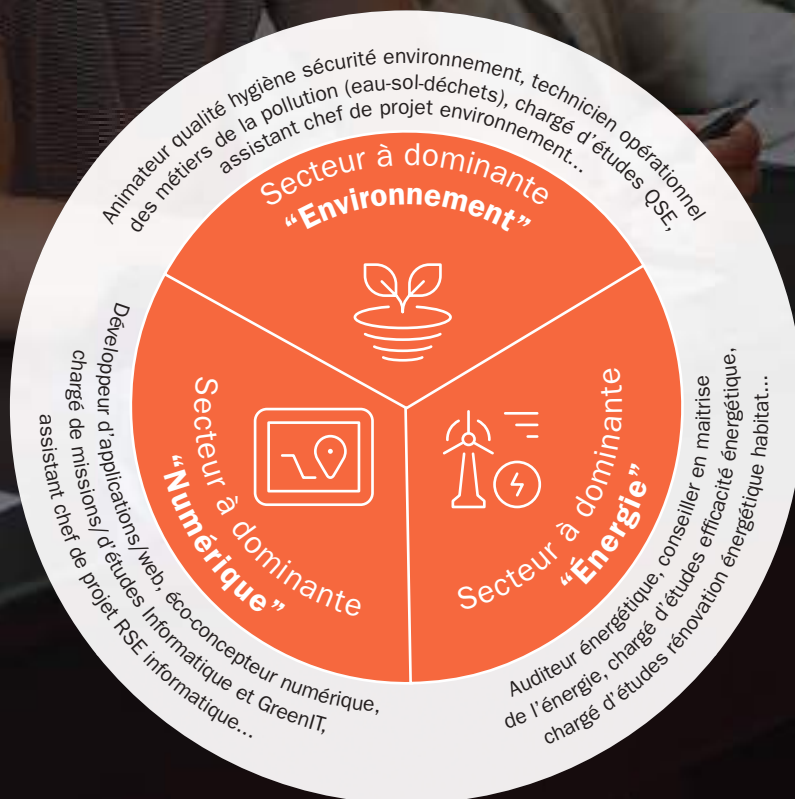 Animateur qualité hygiène sécurité environnement, technicien opérationnel
des métiers de la pollution (eau-sol-déchets), chargé d'études QSE,
assistant chef de projet environnement...
Secteur à dominante
“Environnement”
Secteur à dominante
“Numérique”
Développeur d'applications/web, éco-concepteur numérique,
chargé de missions/d'études Informatique et GreenIT,
assistant chef de projet RSE informatique...
Secteur à dominante
“Énergie”
Auditeur énergétique, conseiller en maitrise
de l'énergie, chargé d'études efficacité énergétique,
chargé d'études rénovation énergétique habitat...